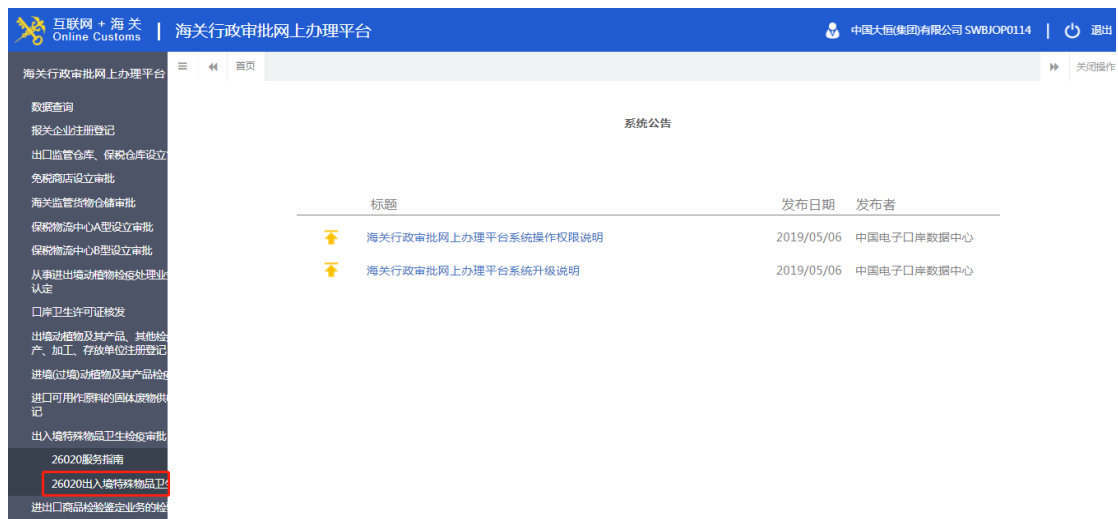 互联网 + 海 关
Online Customs
海关行政审批网上办理平台
中国大恒(集团)有限公司 SWBJOP0114
退出
海关行政审批网上办理平台
首页
关闭操作
数据查询
报关企业注册登记
出口监管仓库、保税仓库设立
免税商店设立审批
海关监管货物仓储审批
保税物流中心A型设立审批
保税物流中心B型设立审批
从事进出境动植物检疫处理业
认定
口岸卫生许可证核发
出境动植物及其产品、其他检
产、加工、存放单位注册登记
进境(过境)动植物及其产品检疫
进口可用作原料的固体废物供
记
出入境特殊物品卫生检疫审批
26020服务指南
26020出入境特殊物品卫生
进出口商品检验鉴定业务的检
系统公告
标题 发布日期 发布者
海关行政审批网上办理平台系统操作权限说明 2019/05/06 中国电子口岸数据中心
海关行政审批网上办理平台系统升级说明 2019/05/06 中国电子口岸数据中心